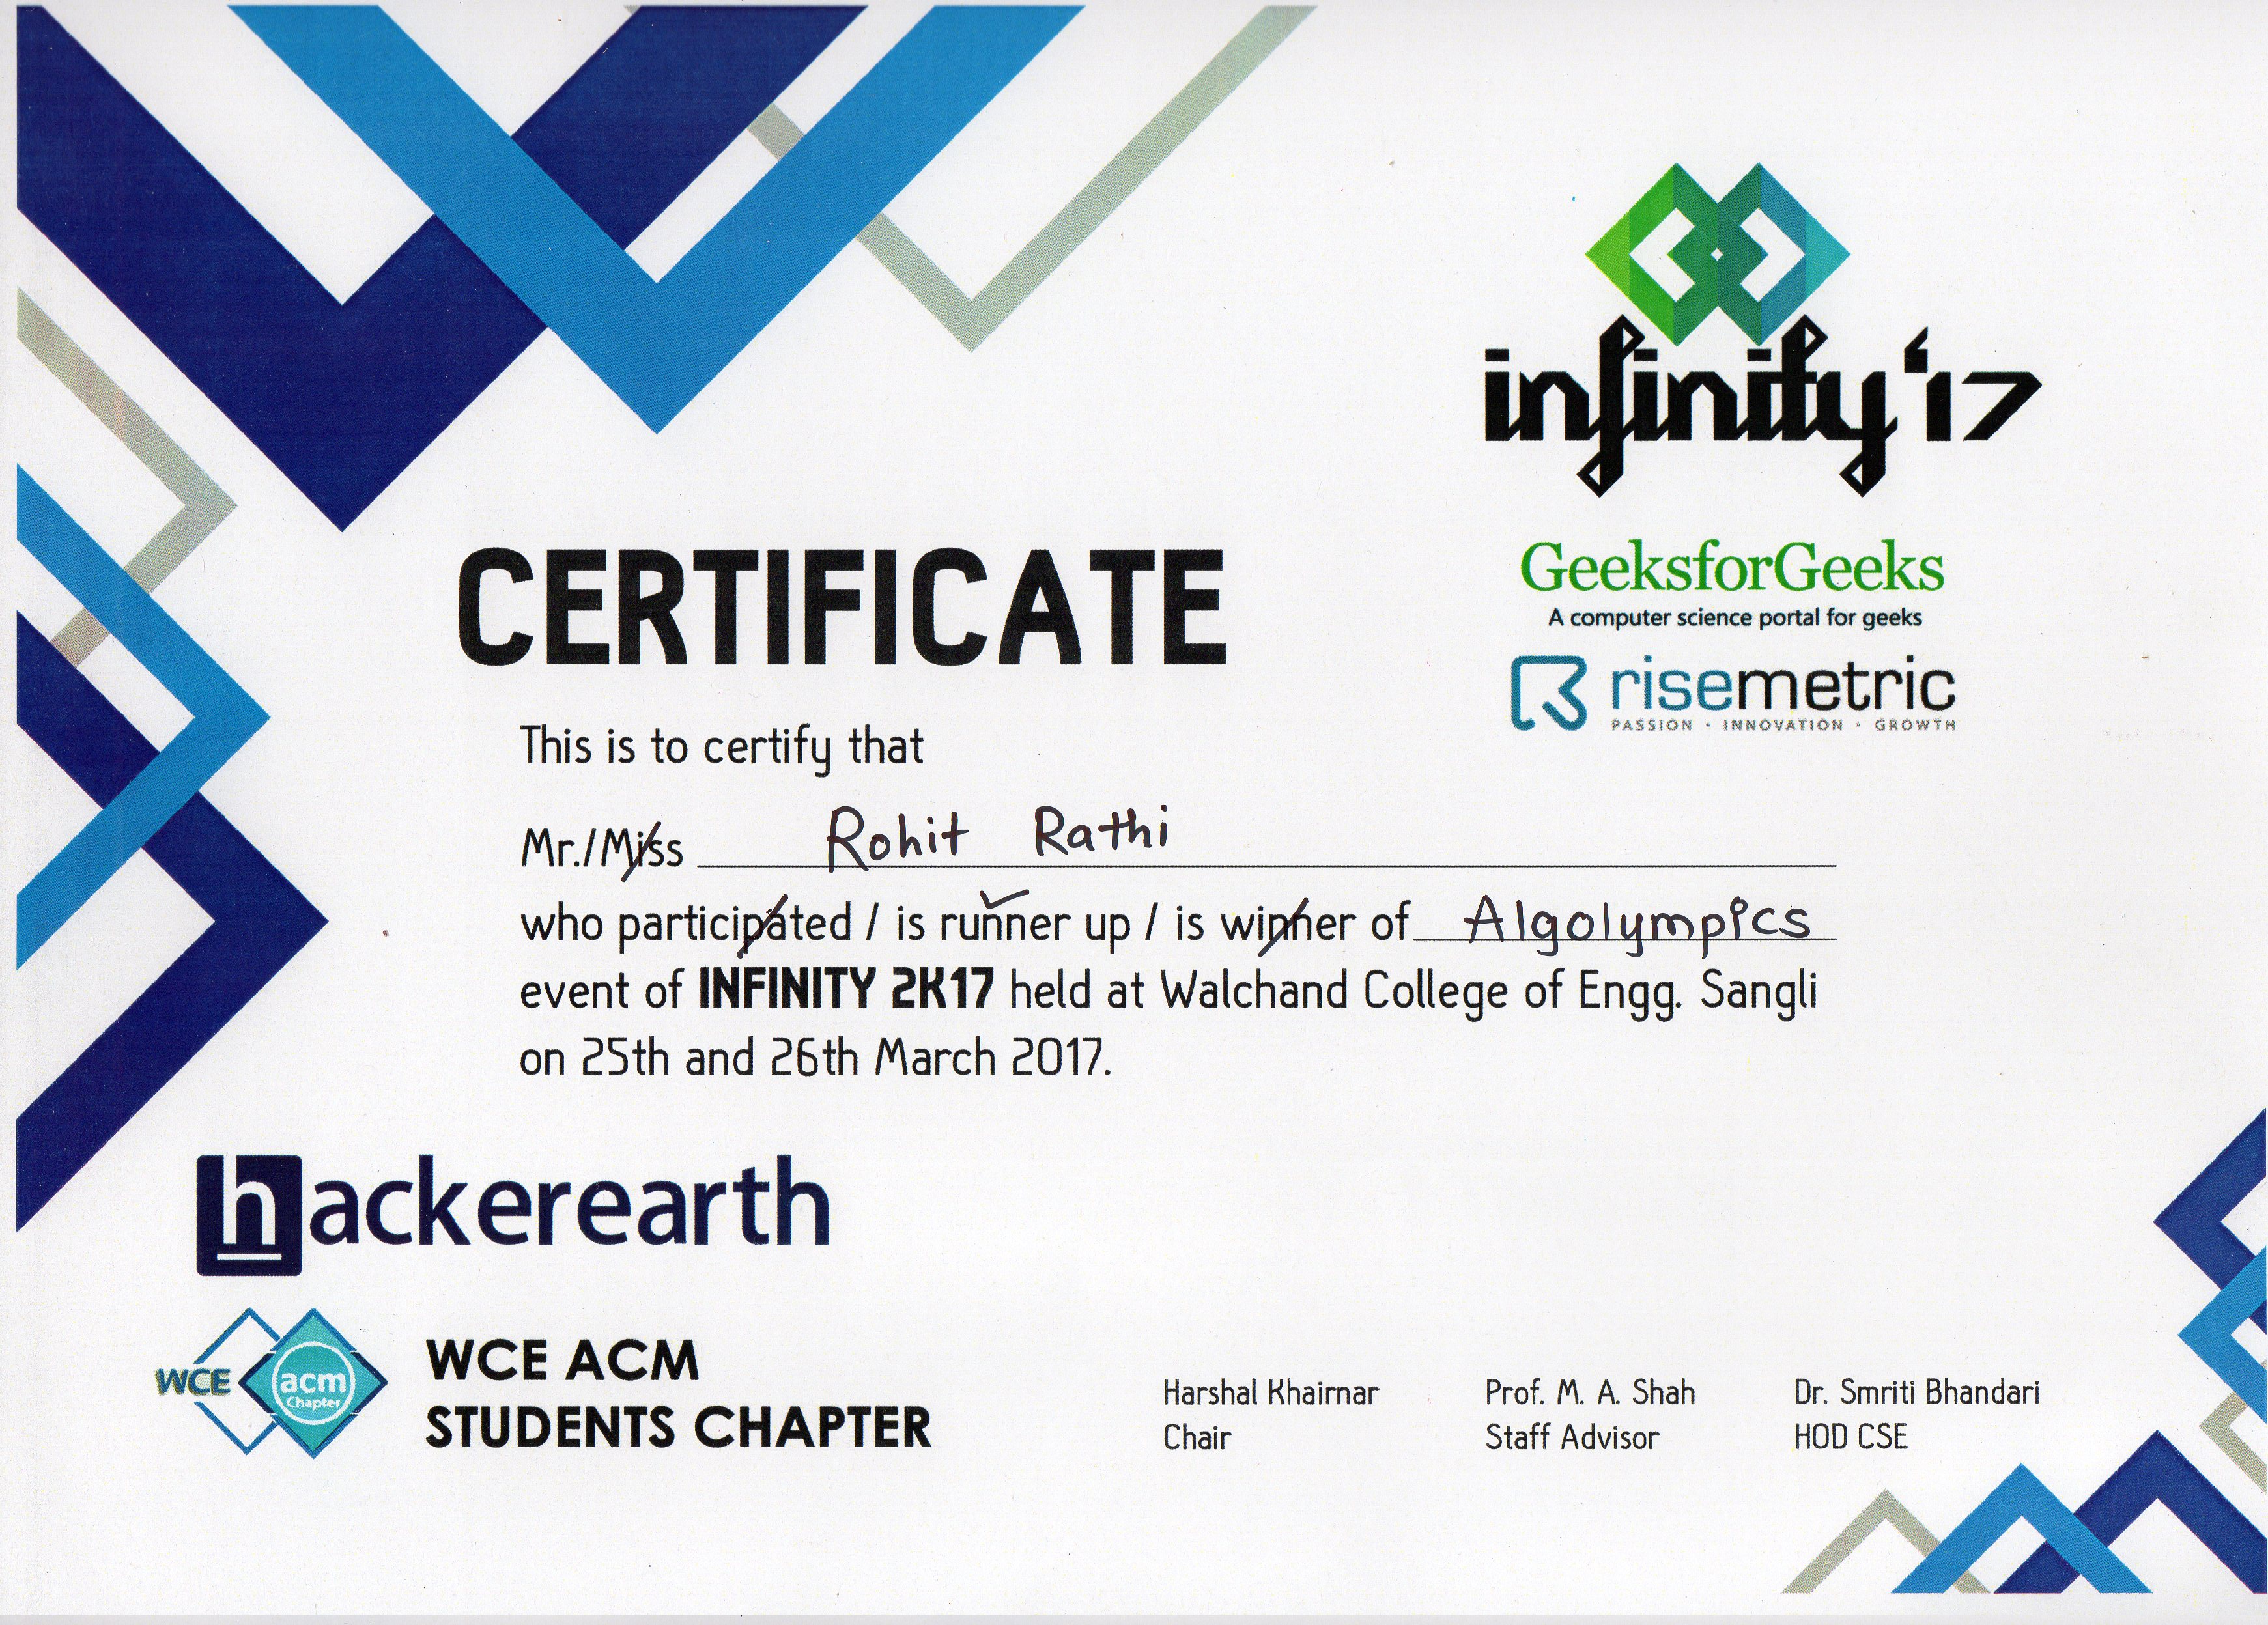 infinity '17
GeeksforGeeks
A computer science portal for geeks
risemetric
PASSION · INNOVATION · GROWTH
CERTIFICATE
This is to certify that
Mr./Miss Rohit Rathi
who participated / is runner up / is winner of Algolympics
event of INFINITY 2K17 held at Walchand College of Engg. Sangli
on 25th and 26th March 2017.
hackerearth
WCE
acm
Chapter
WCE ACM
STUDENTS CHAPTER
Harshal Khairnar
Chair
Prof. M. A. Shah
Staff Advisor
Dr. Smriti Bhandari
HOD CSE